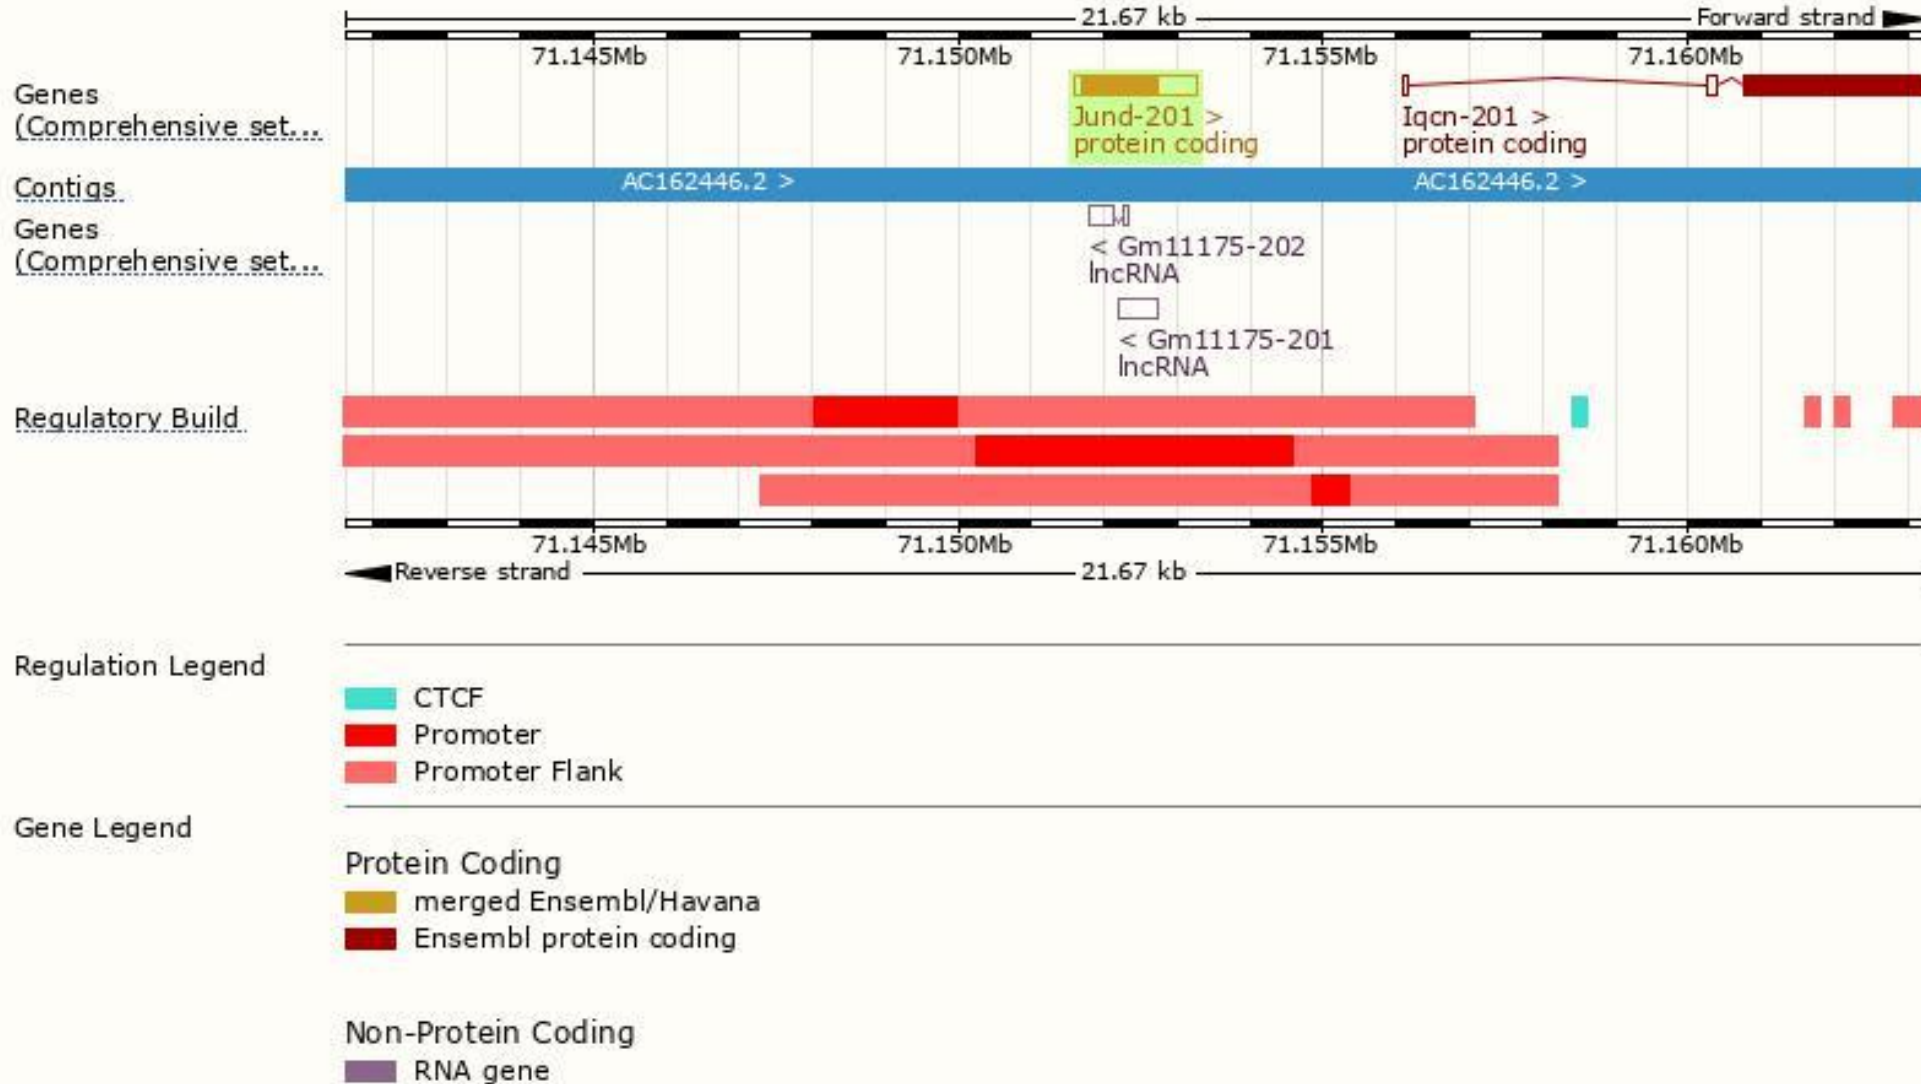 21.67 kb Forward strand
71.145Mb 71.150Mb 71.155Mb 71.160Mb
Genes
(Comprehensive set...
Jund-201 >
protein coding
Iqcn-201 >
protein coding
Contigs
AC162446.2 > AC162446.2 >
Genes
(Comprehensive set...
< Gm11175-202
lncRNA
< Gm11175-201
lncRNA
Regulatory Build
71.145Mb 71.150Mb 71.155Mb 71.160Mb
Reverse strand 21.67 kb
Regulation Legend
CTCF
Promoter
Promoter Flank
Gene Legend
Protein Coding
merged Ensembl/Havana
Ensembl protein coding
Non-Protein Coding
RNA gene